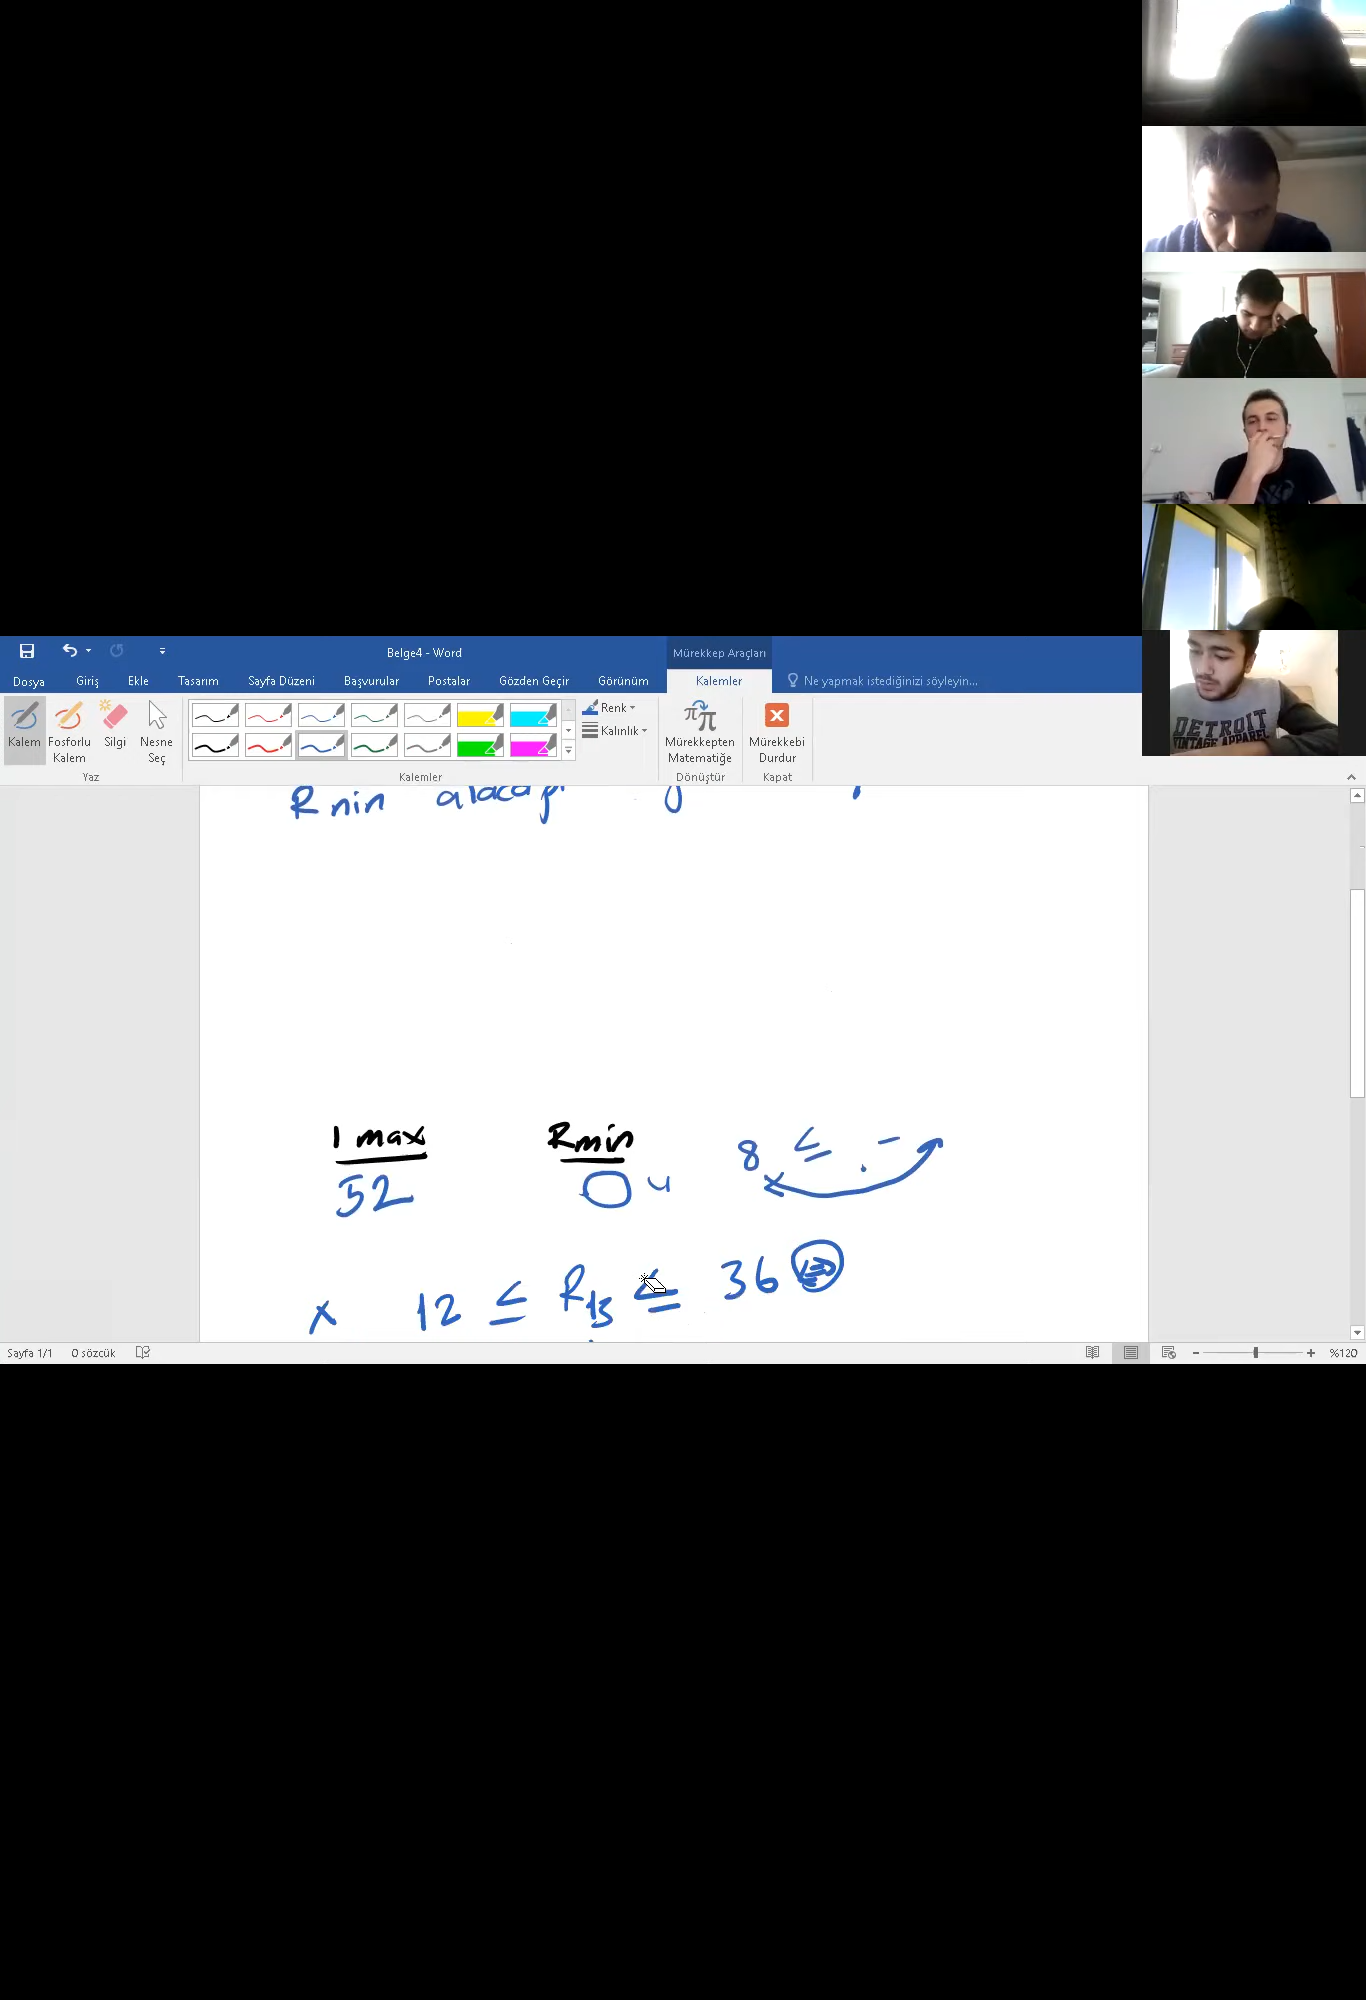 Belge4 - Word
Mürekkep Araçları
Dosya Giriş Ekle Tasarım Sayfa Düzeni Başvurular Postalar Gözden Geçir Görünüm Kalemler Ne yapmak istediğinizi söyleyin...
Kalem Fosforlu Kalem Silgi Nesne Seç
Renk
Kalınlık
Mürekkepten Matematiğe
Mürekkebi Durdur
Yaz Kalemler Dönüştür Kapat
DETROIT
VINTAGE APPAREL
R nin
I max Rmin 8 ≤ . -
52 0
x 12 ≤ R13 ≤ 36
Sayfa 1/1 0 sözcük %120